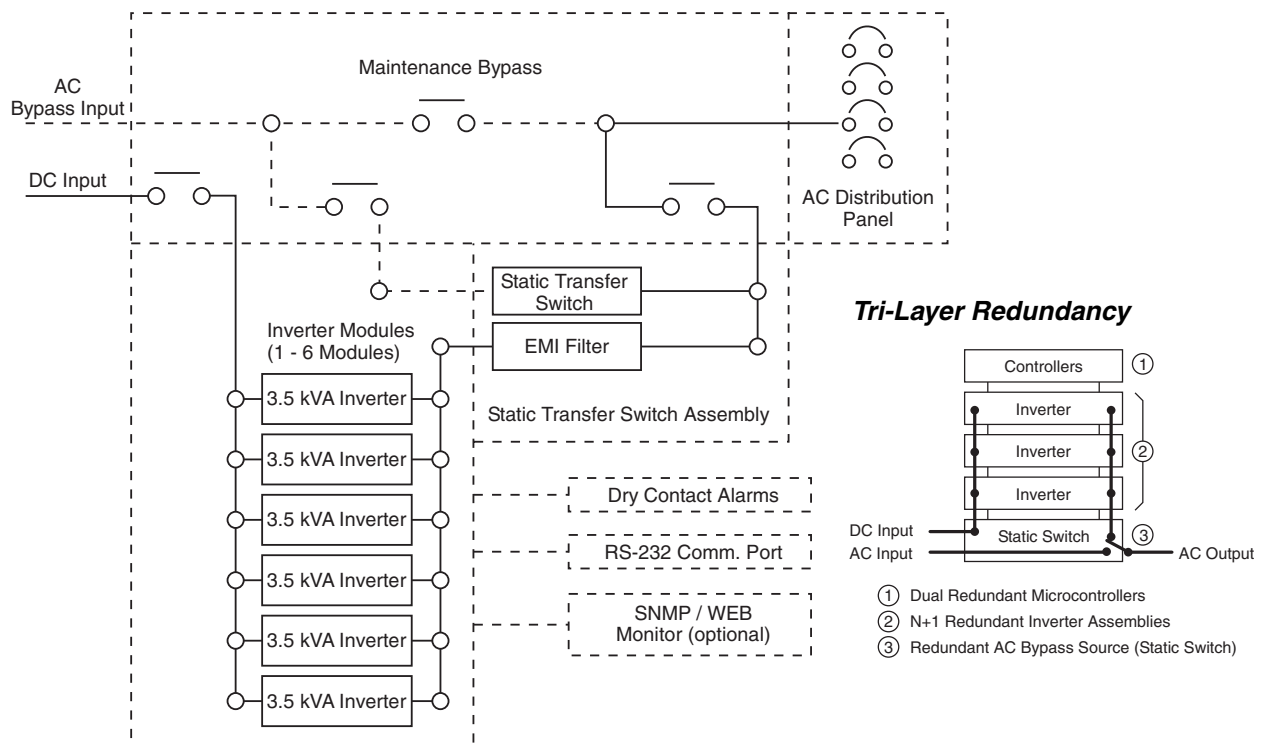 Maintenance Bypass
AC
Bypass Input
DC Input
AC Distribution
Panel
Static Transfer
Switch
EMI Filter
Static Transfer Switch Assembly
Inverter Modules
(1 - 6 Modules)
3.5 kVA Inverter
3.5 kVA Inverter
3.5 kVA Inverter
3.5 kVA Inverter
3.5 kVA Inverter
3.5 kVA Inverter
Dry Contact Alarms
RS-232 Comm. Port
SNMP / WEB
Monitor (optional)
Tri-Layer Redundancy
Controllers 1
Inverter
Inverter 2
Inverter
DC Input
Static Switch 3
AC Input
AC Output
1 Dual Redundant Microcontrollers
2 N+1 Redundant Inverter Assemblies
3 Redundant AC Bypass Source (Static Switch)